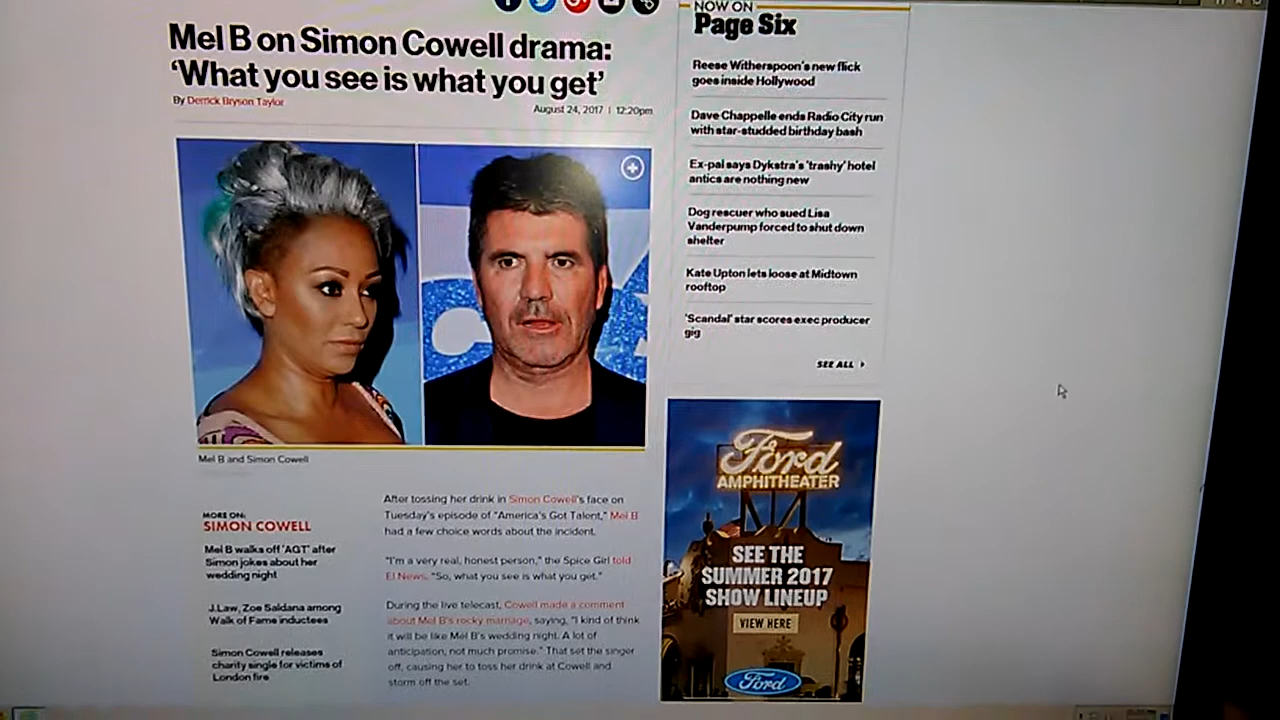 Mel B on Simon Cowell drama:
‘What you see is what you get’
By Derrick Bryson Taylor
August 24, 2017 | 12:20pm
Mel B and Simon Cowell
MORE ON:
SIMON COWELL
Mel B walks off 'AGT' after
Simon jokes about her
wedding night
J.Law, Zoe Saldana among
Walk of Fame inductees
Simon Cowell releases
charity single for victims of
London fire
After tossing her drink in Simon Cowell's face on
Tuesday's episode of "America's Got Talent," Mel B
had a few choice words about the incident.
"I'm a very real, honest person," the Spice Girl told
E! News. "So, what you see is what you get."
During the live telecast, Cowell made a comment
about Mel B's rocky marriage, saying, "I kind of think
it will be like Mel B's wedding night. A lot of
anticipation, not much promise." That set the singer
off, causing her to toss her drink at Cowell and
storm off the set.
NOW ON
Page Six
Reese Witherspoon's new flick
goes inside Hollywood
Dave Chappelle ends Radio City run
with star-studded birthday bash
Ex-pal says Dykstra's 'trashy' hotel
antics are nothing new
Dog rescuer who sued Lisa
Vanderpump forced to shut down
shelter
Kate Upton lets loose at Midtown
rooftop
'Scandal' star scores exec producer
gig
SEE ALL
Ford
AMPHITHEATER
SEE THE
SUMMER 2017
SHOW LINEUP
VIEW HERE
Ford